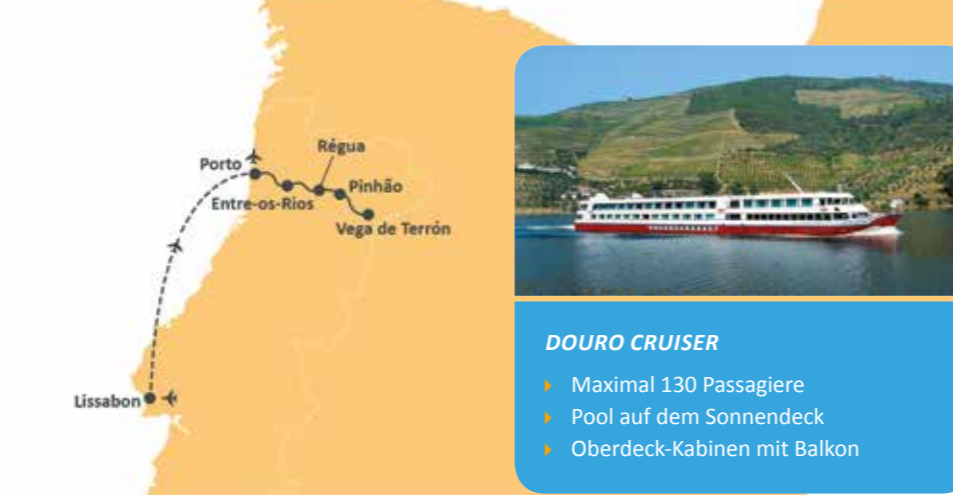 Régua
Porto
Pinhão
Entre-os-Rios
Vega de Terrón
Lissabon
DOURO CRUISER
Maximal 130 Passagiere
Pool auf dem Sonnendeck
Oberdeck-Kabinen mit Balkon